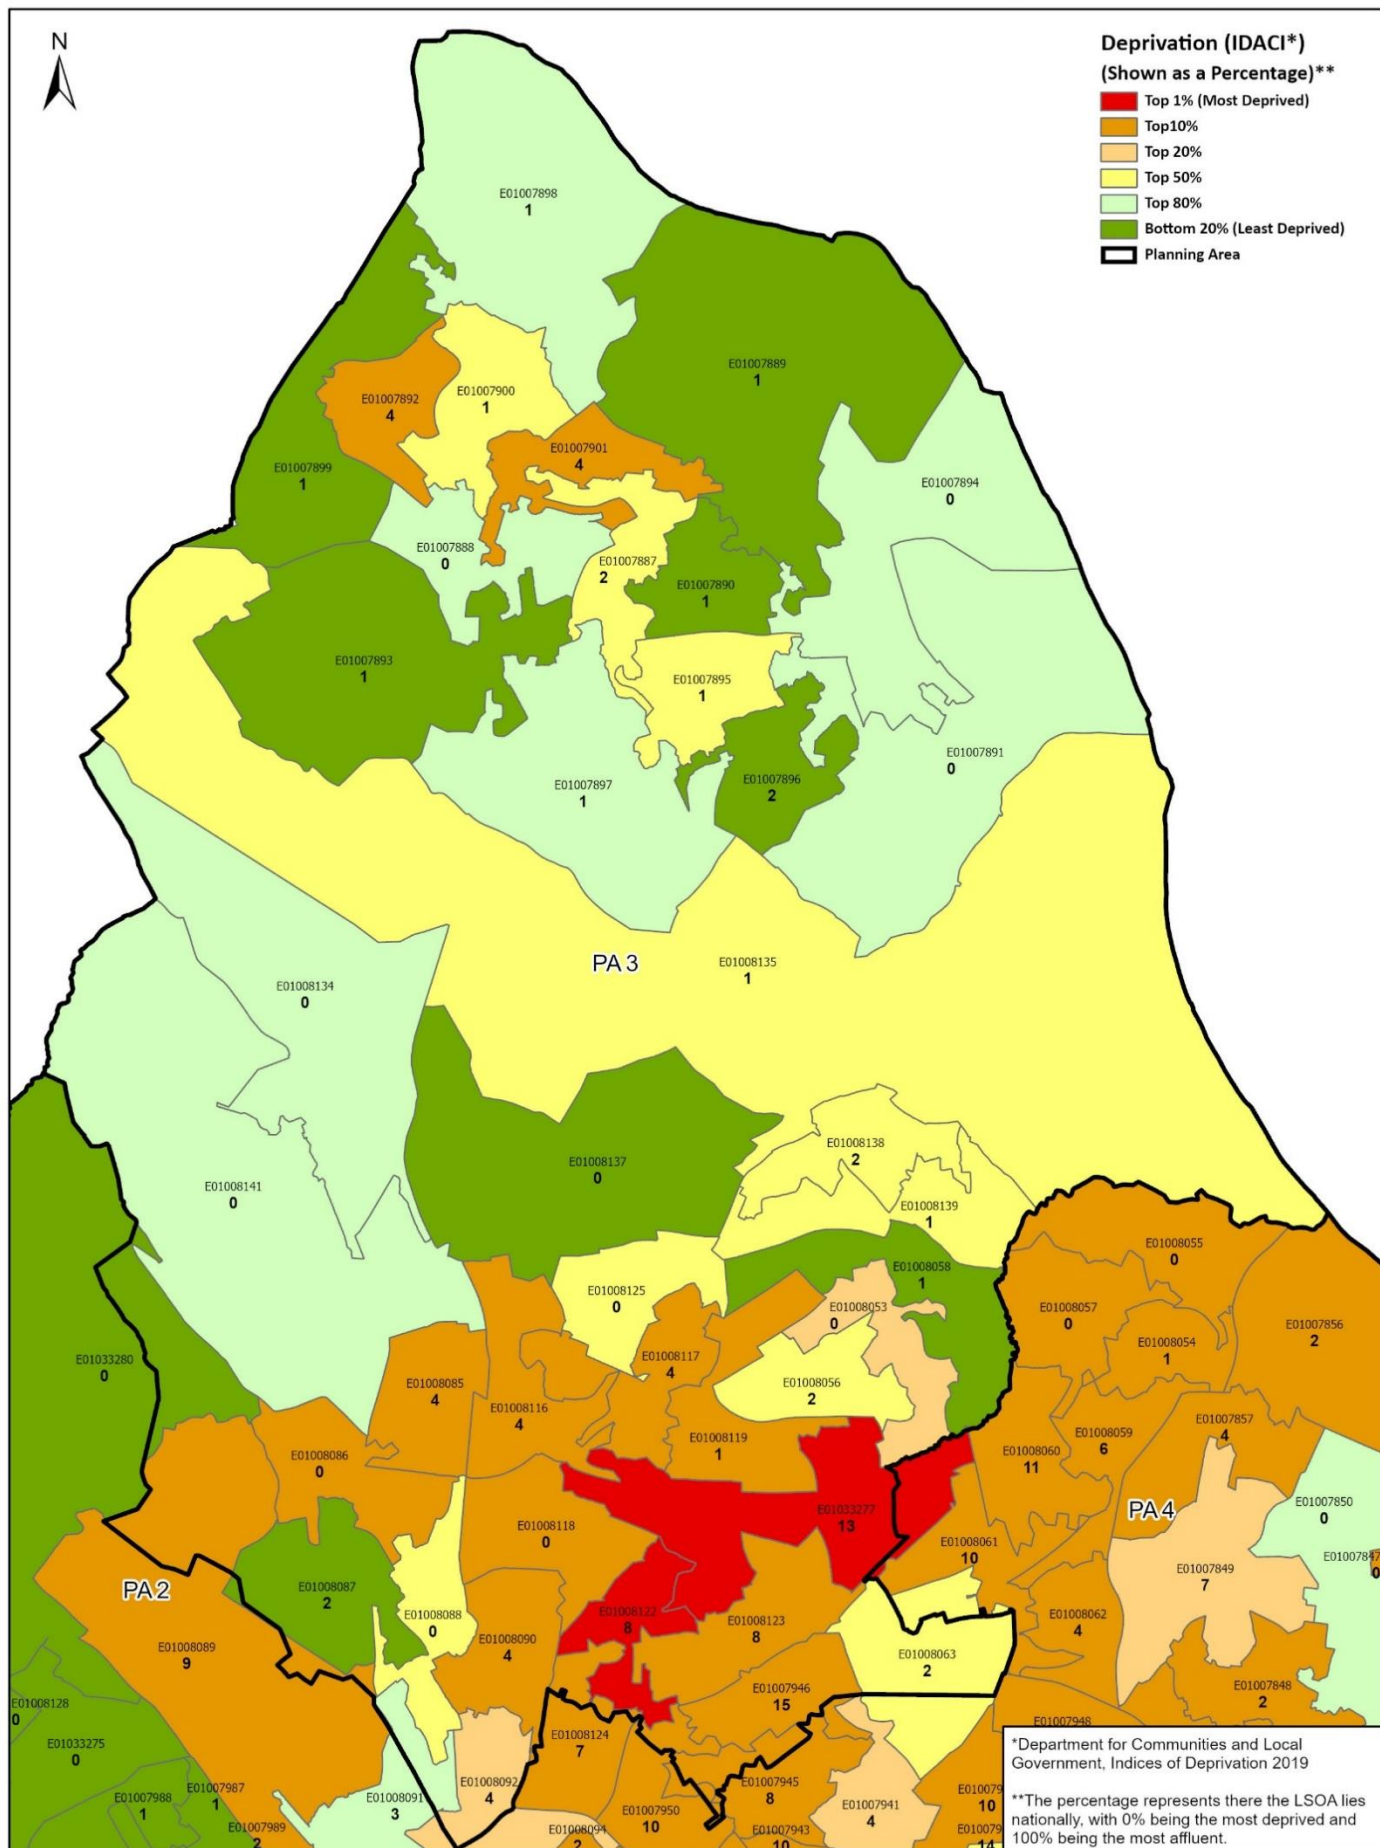 N
Deprivation (IDACI*)
(Shown as a Percentage)**
Top 1% (Most Deprived)
Top10%
Top 20%
Top 50%
Top 80%
Bottom 20% (Least Deprived)
Planning Area
E01007898
1
E01007889
1
E01007892
4
E01007900
1
E01007901
4
E01007899
1
E01007894
0
E01007888
0
E01007887
2
E01007890
1
E01007893
1
E01007895
1
E01007891
0
E01007897
1
E01007896
2
PA 3
E01008135
1
E01008134
0
E01008138
2
E01008137
0
E01008141
0
E01008139
1
E01008055
0
E01008058
1
E01008125
0
E01008053
0
E01008057
0
E01007856
2
E01008054
1
E01033280
0
E01008117
4
E01008085
4
E01008056
2
E01008116
4
E01008119
1
E01007857
4
E01008059
6
E01008060
11
E01008086
0
PA 4
E01007850
0
E01033277
13
E01008118
0
E01008061
10
E01007847
0
E01007849
7
PA 2
E01008087
2
E01008122
8
E01008088
0
E01008123
8
E01008062
4
E01008090
4
E01008089
9
E01008063
2
E01007946
15
E01007848
2
E01008128
0
E01007948
E01008124
7
E01033275
0
E01008092
4
E01007945
8
E01007987
1
E01007988
1
E01008091
3
E01007941
4
E010079
10
E01007950
10
E01007989
2
E01008094
2
E01007943
10
E010079
14
*Department for Communities and Local
Government, Indices of Deprivation 2019
**The percentage represents there the LSOA lies
nationally, with 0% being the most deprived and
100% being the most affluent.